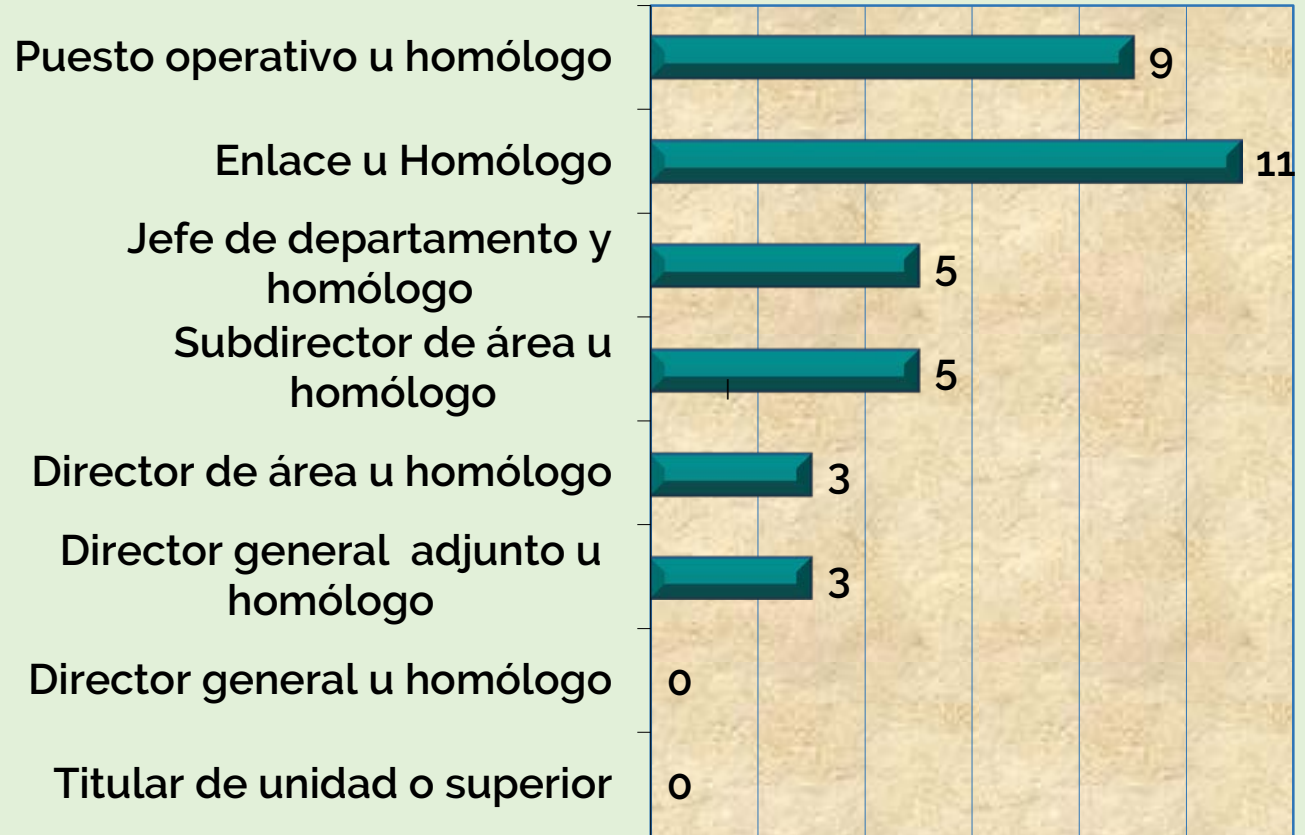 Puesto operativo u homólogo
9
Enlace u Homólogo
11
Jefe de departamento y
homólogo
5
Subdirector de área u
homólogo
5
Director de área u homólogo
3
Director general adjunto u
homólogo
3
Director general u homólogo
0
Titular de unidad o superior
0